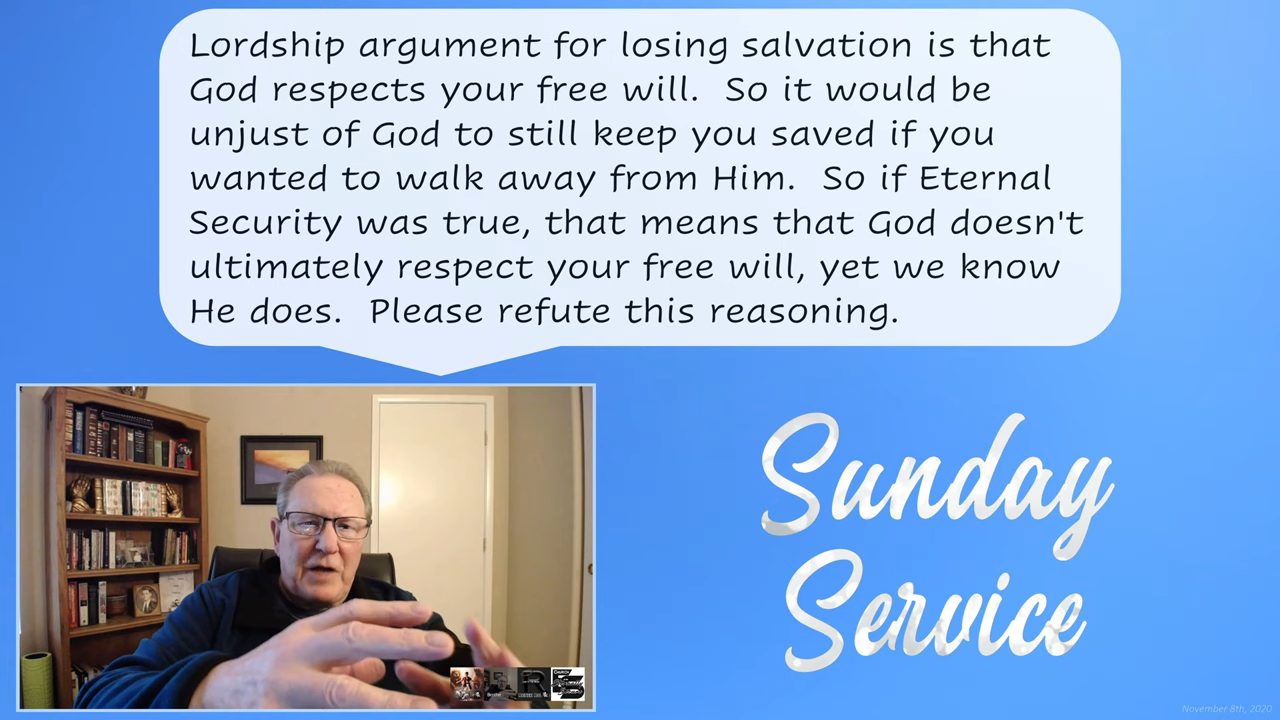 Lordship argument for losing salvation is that
God respects your free will.  So it would be
unjust of God to still keep you saved if you
wanted to walk away from Him.  So if Eternal
Security was true, that means that God doesn't
ultimately respect your free will, yet we know
He does.  Please refute this reasoning.
Sunday
Service
November 8th, 2020